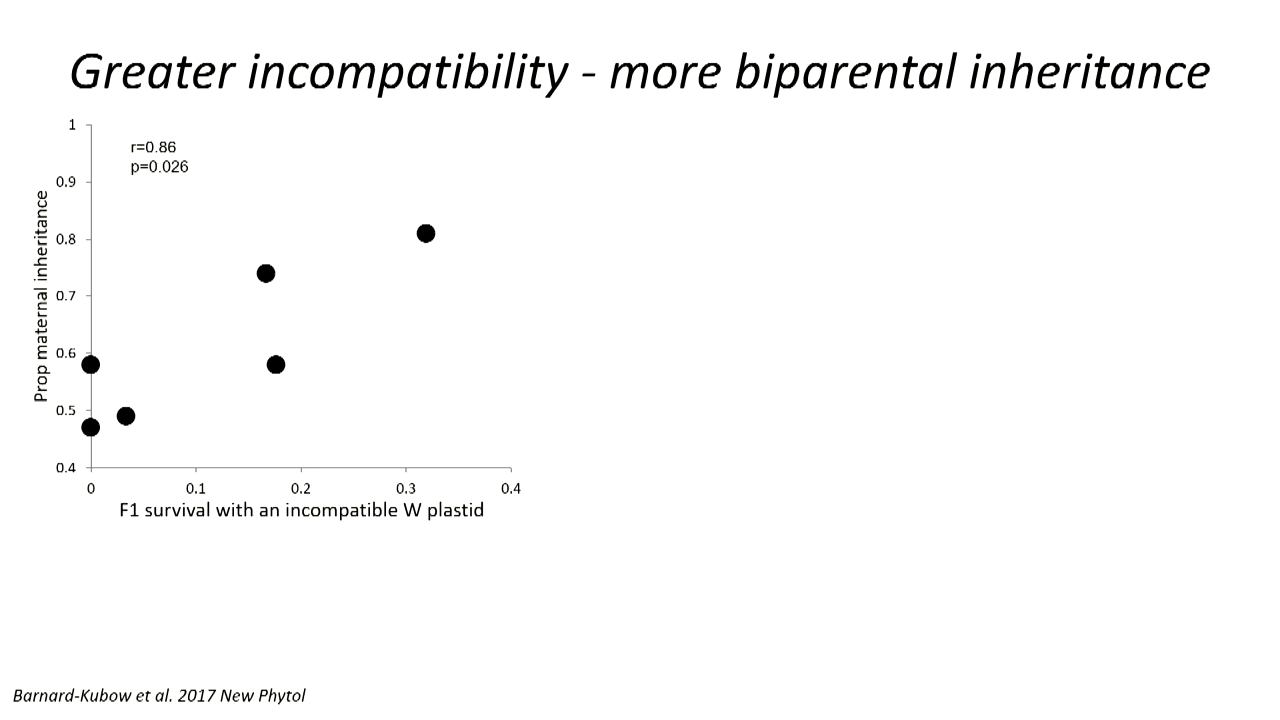 Greater incompatibility - more biparental inheritance
r=0.86
p=0.026
Prop maternal inheritance
1
0.9
0.8
0.7
0.6
0.5
0.4
0 0.1 0.2 0.3 0.4
F1 survival with an incompatible W plastid
Barnard-Kubow et al. 2017 New Phytol